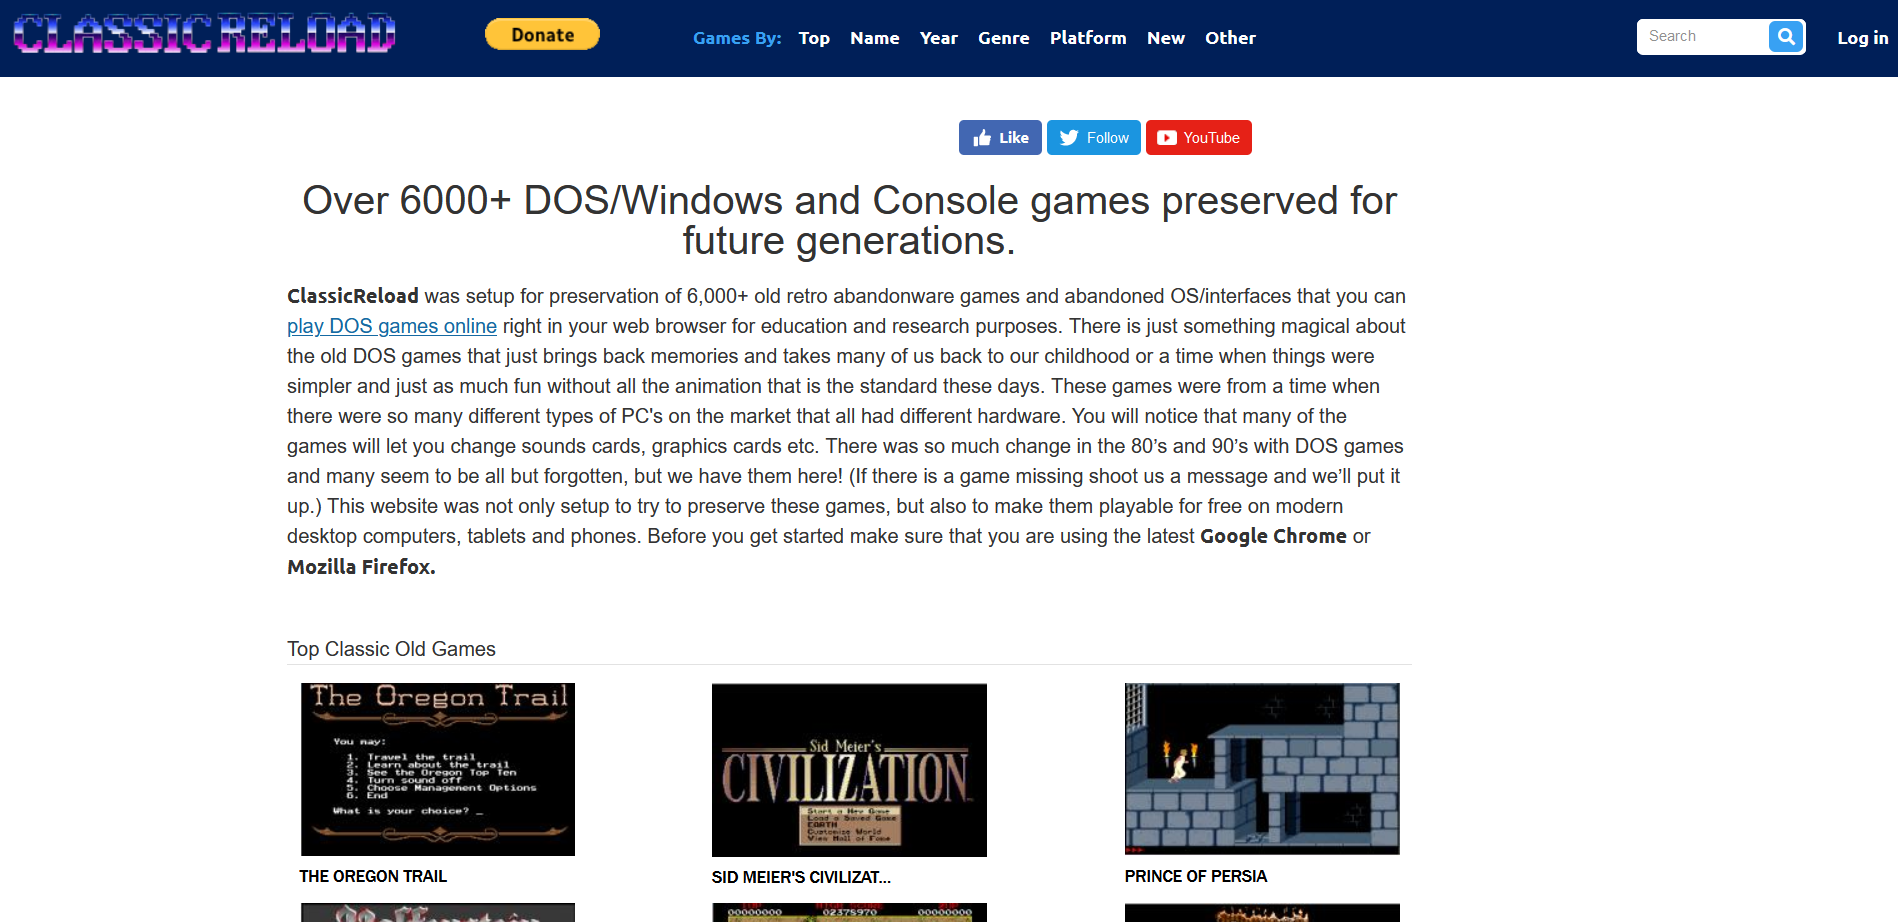 CLASSIC RELOAD
Donate
Games By: Top Name Year Genre Platform New Other
Search
Log in
Like Follow YouTube
Over 6000+ DOS/Windows and Console games preserved for
future generations.
ClassicReload was setup for preservation of 6,000+ old retro abandonware games and abandoned OS/interfaces that you can
play DOS games online right in your web browser for education and research purposes. There is just something magical about
the old DOS games that just brings back memories and takes many of us back to our childhood or a time when things were
simpler and just as much fun without all the animation that is the standard these days. These games were from a time when
there were so many different types of PC's on the market that all had different hardware. You will notice that many of the
games will let you change sounds cards, graphics cards etc. There was so much change in the 80’s and 90’s with DOS games
and many seem to be all but forgotten, but we have them here! (If there is a game missing shoot us a message and we’ll put it
up.) This website was not only setup to try to preserve these games, but also to make them playable for free on modern
desktop computers, tablets and phones. Before you get started make sure that you are using the latest Google Chrome or
Mozilla Firefox.
Top Classic Old Games
The Oregon Trail
You may:
1. Travel the trail
2. Learn about the trail
3. See the Oregon Top Ten
4. Turn sound off
5. Choose Management Options
6. End
What is your choice? _
THE OREGON TRAIL
Sid Meier's
CIVILIZATION
Start a New Game
Load a Saved Game
EARTH
Customize World
View Hall of Fame
SID MEIER'S CIVILIZAT...
PRINCE OF PERSIA
Wolfenstein
1UP HIGH SCORE 2UP
00000000 02378970 00000000